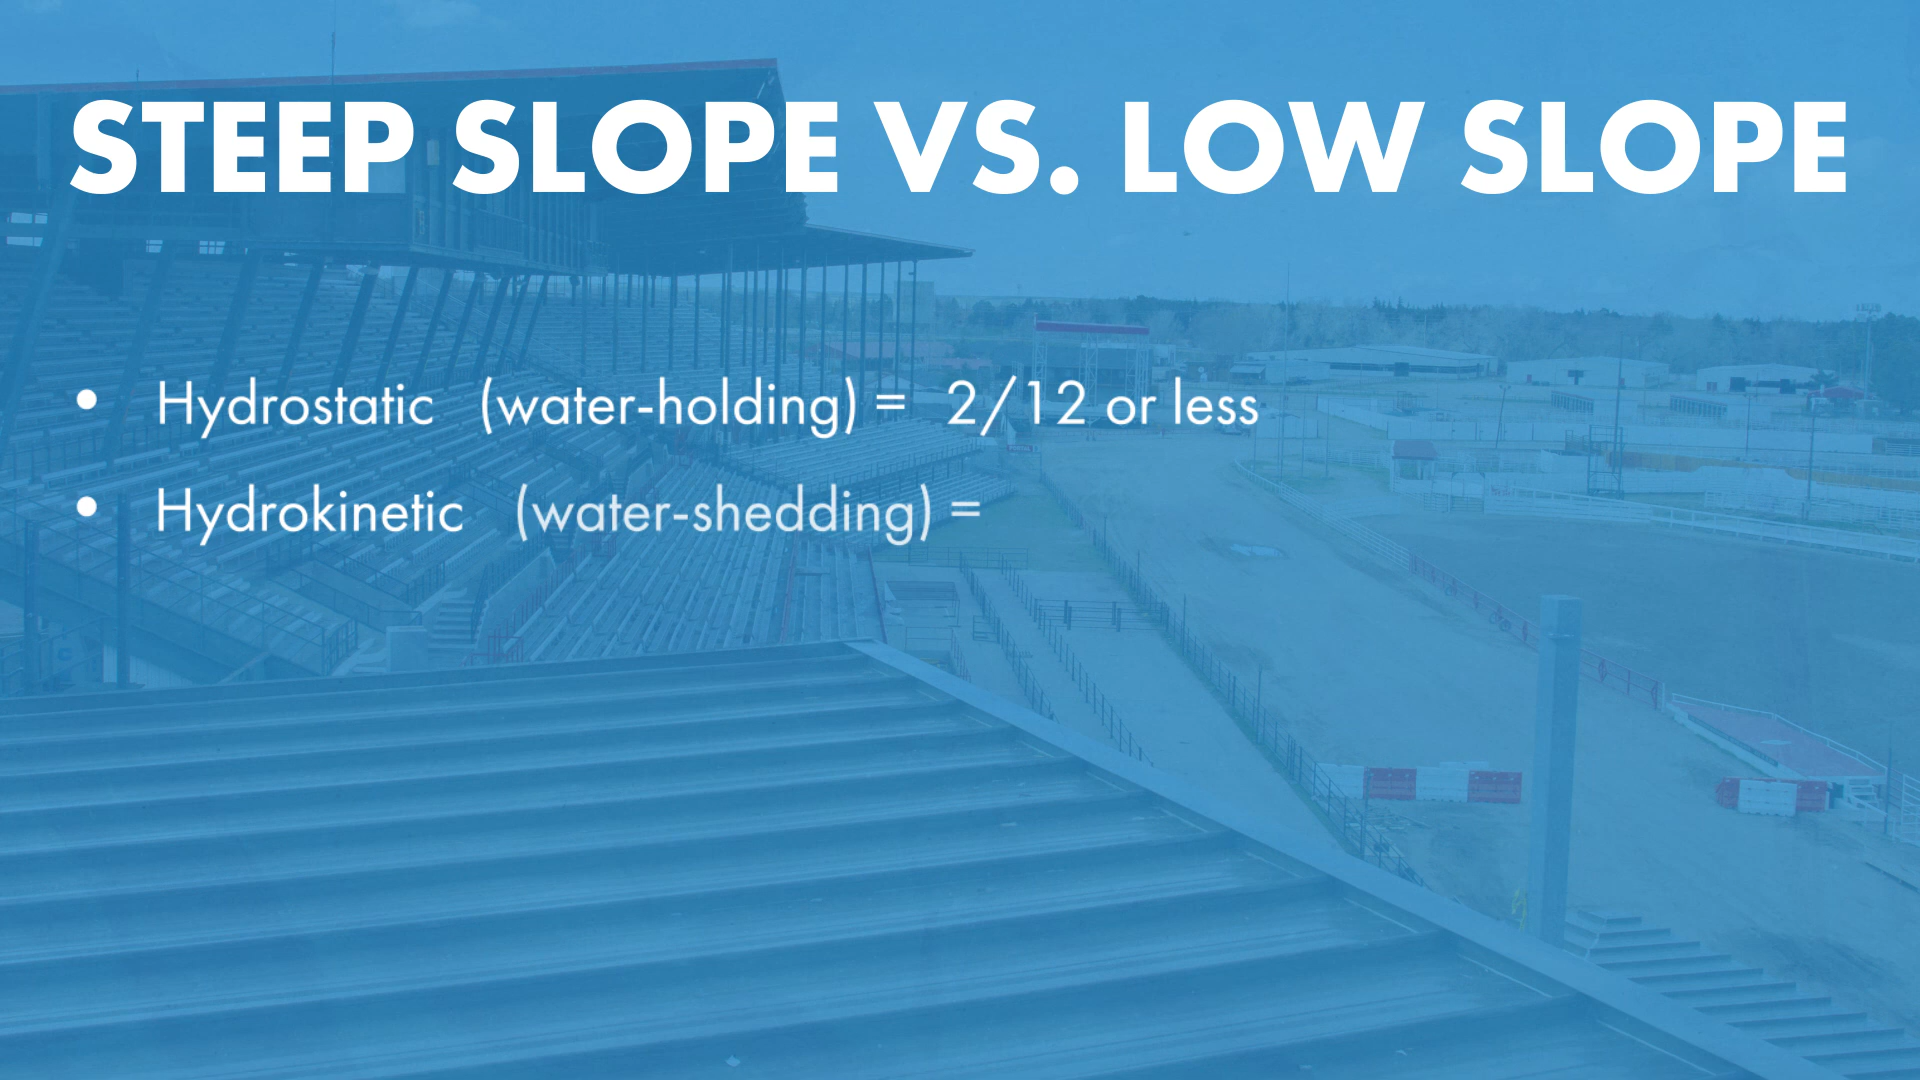 STEEP SLOPE VS. LOW SLOPE
• Hydrostatic (water-holding) = 2/12 or less
• Hydrokinetic (water-shedding) =